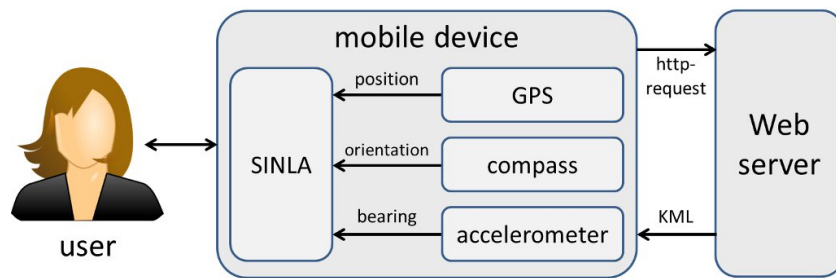 mobile device
position
GPS
http-
request
SINLA
orientation
compass
Web
server
bearing
accelerometer
KML
user